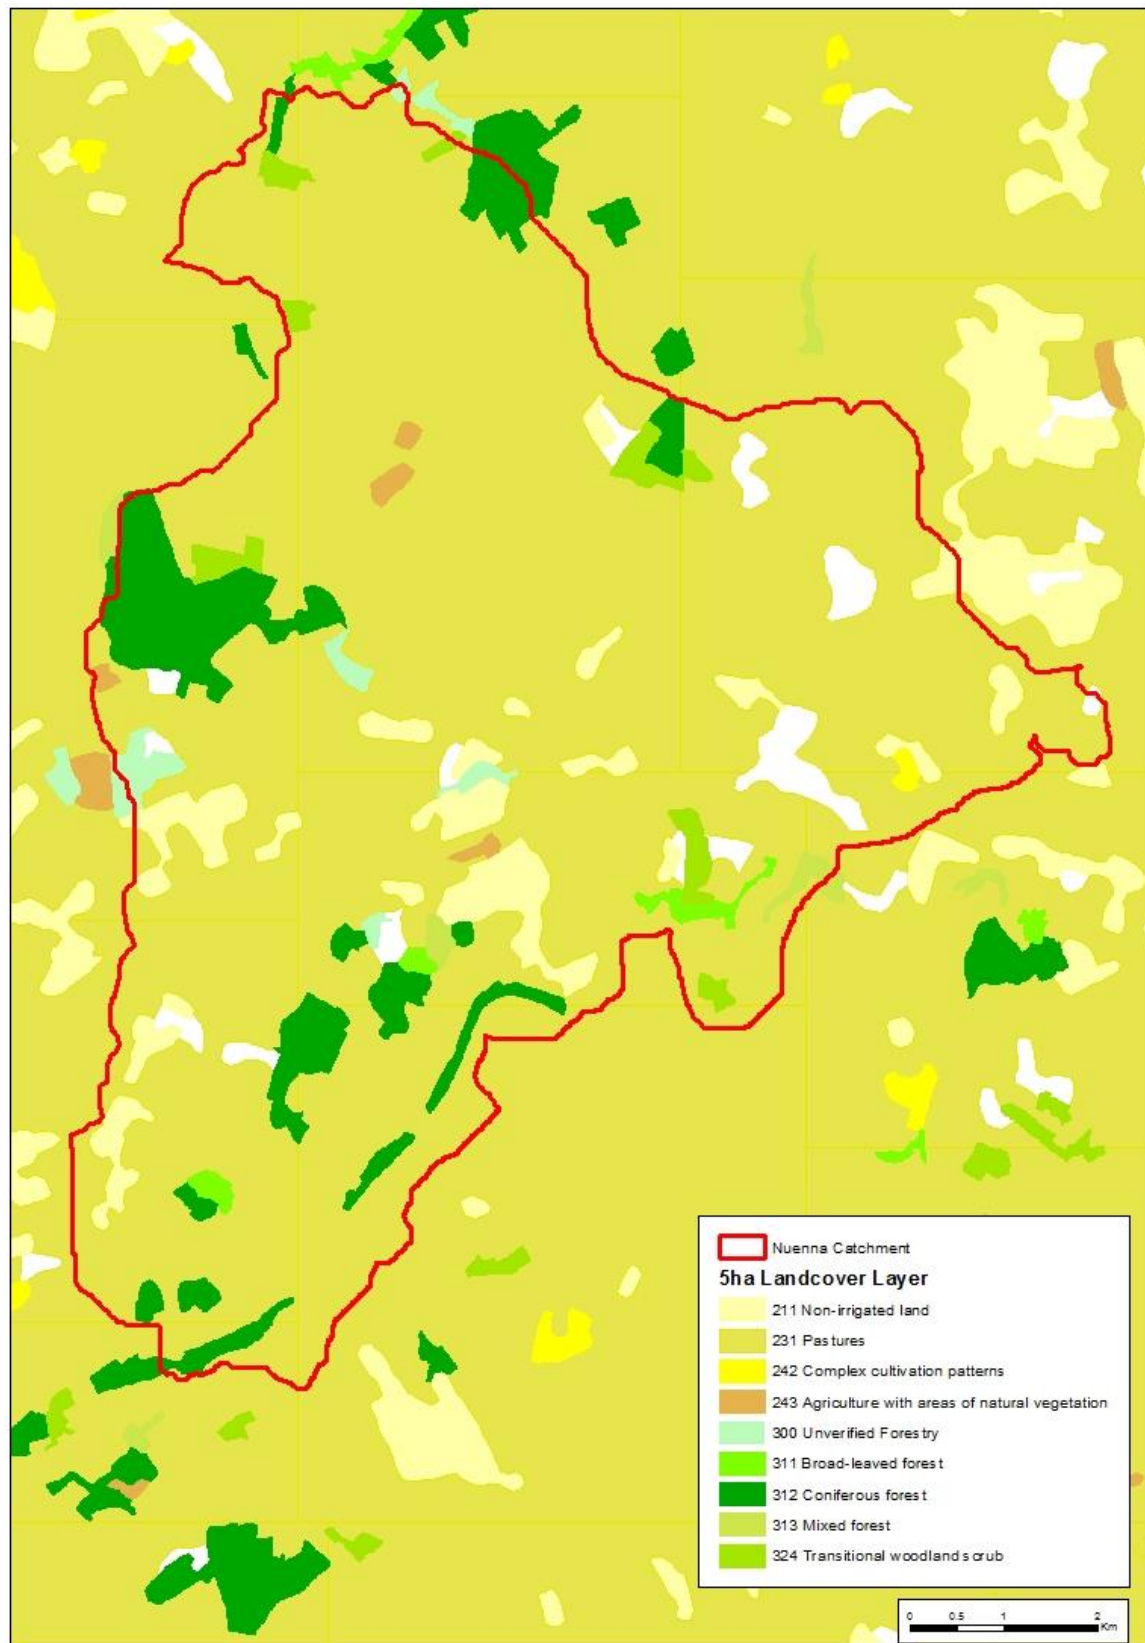 Nuenna Catchment
5ha Landcover Layer
211 Non-irrigated land
231 Pastures
242 Complex cultivation patterns
243 Agriculture with areas of natural vegetation
300 Unverified Forestry
311 Broad-leaved forest
312 Coniferous forest
313 Mixed forest
324 Transitional woodland scrub
0 0.5 1 2
Km